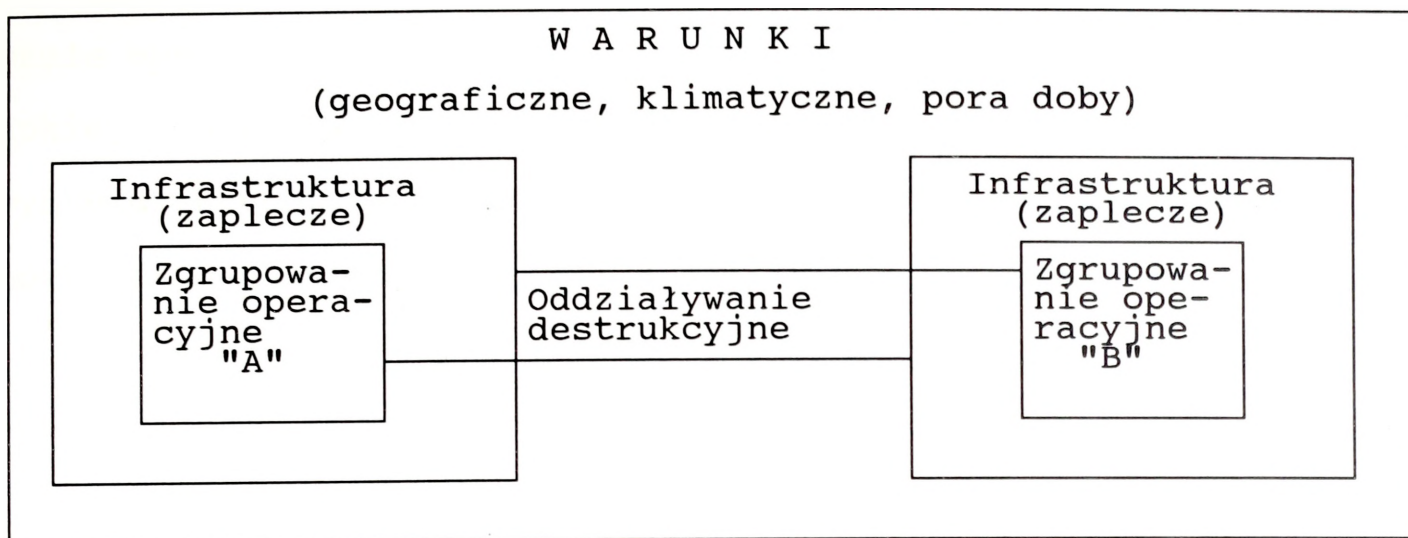 W A R U N K I
(geograficzne, klimatyczne, pora doby)
Infrastruktura
(zaplecze)
Zgrupowa-
nie opera-
cyjne
"A"
Oddziaływanie
destrukcyjne
Infrastruktura
(zaplecze)
Zgrupowa-
nie ope-
racyjne
"B"